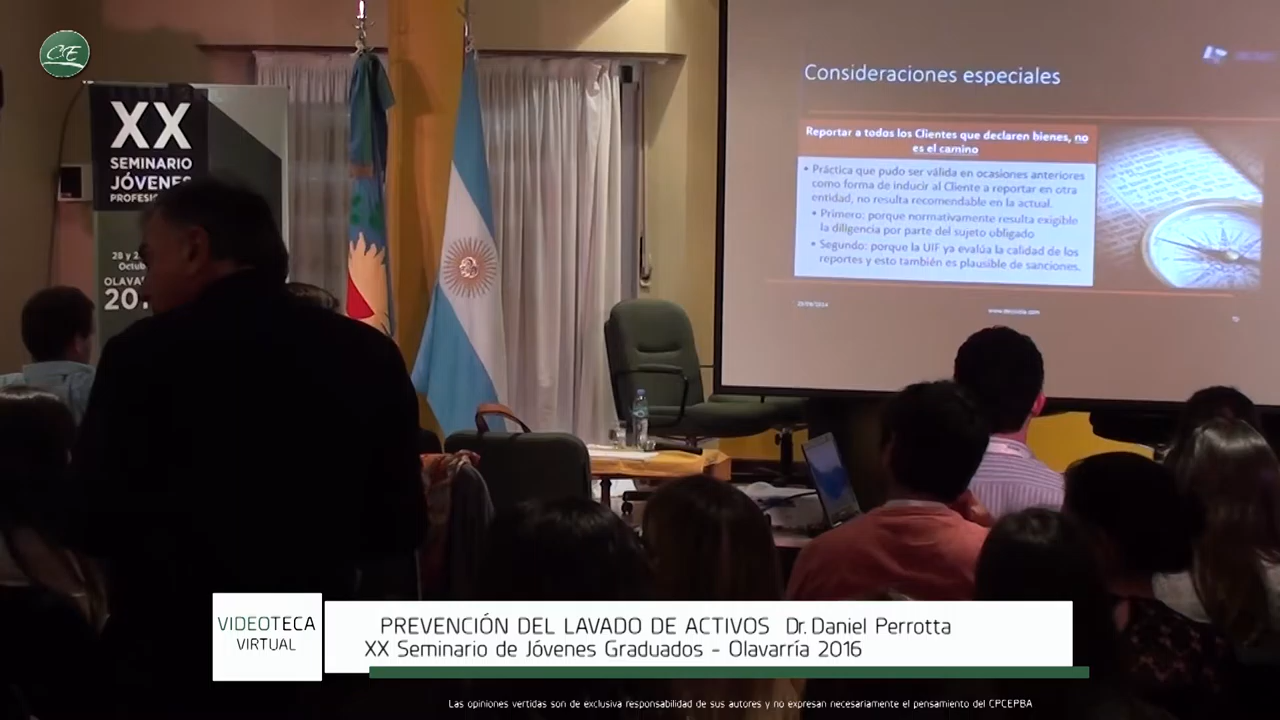 CE
XX
SEMINARIO
JÓVENES
28 y 2
Octub
OLAVA
20
Consideraciones especiales
Reportar a todos los Clientes que declaren bienes, no
es el camino
• Práctica que pudo ser válida en ocasiones anteriores
como forma de inducir al Cliente a reportar en otra
entidad, no resulta recomendable en la actual.
• Primero: porque normativamente resulta exigible
la diligencia por parte del sujeto obligado
• Segundo: porque la UIF ya evalúa la calidad de los
reportes y esto también es plausible de sanciones.
VIDEOTECA
VIRTUAL
PREVENCIÓN DEL LAVADO DE ACTIVOS Dr. Daniel Perrotta
XX Seminario de Jóvenes Graduados - Olavarría 2016
Las opiniones vertidas son de exclusiva responsabilidad de sus autores y no expresan necesariamente el pensamiento del CPCEPBA